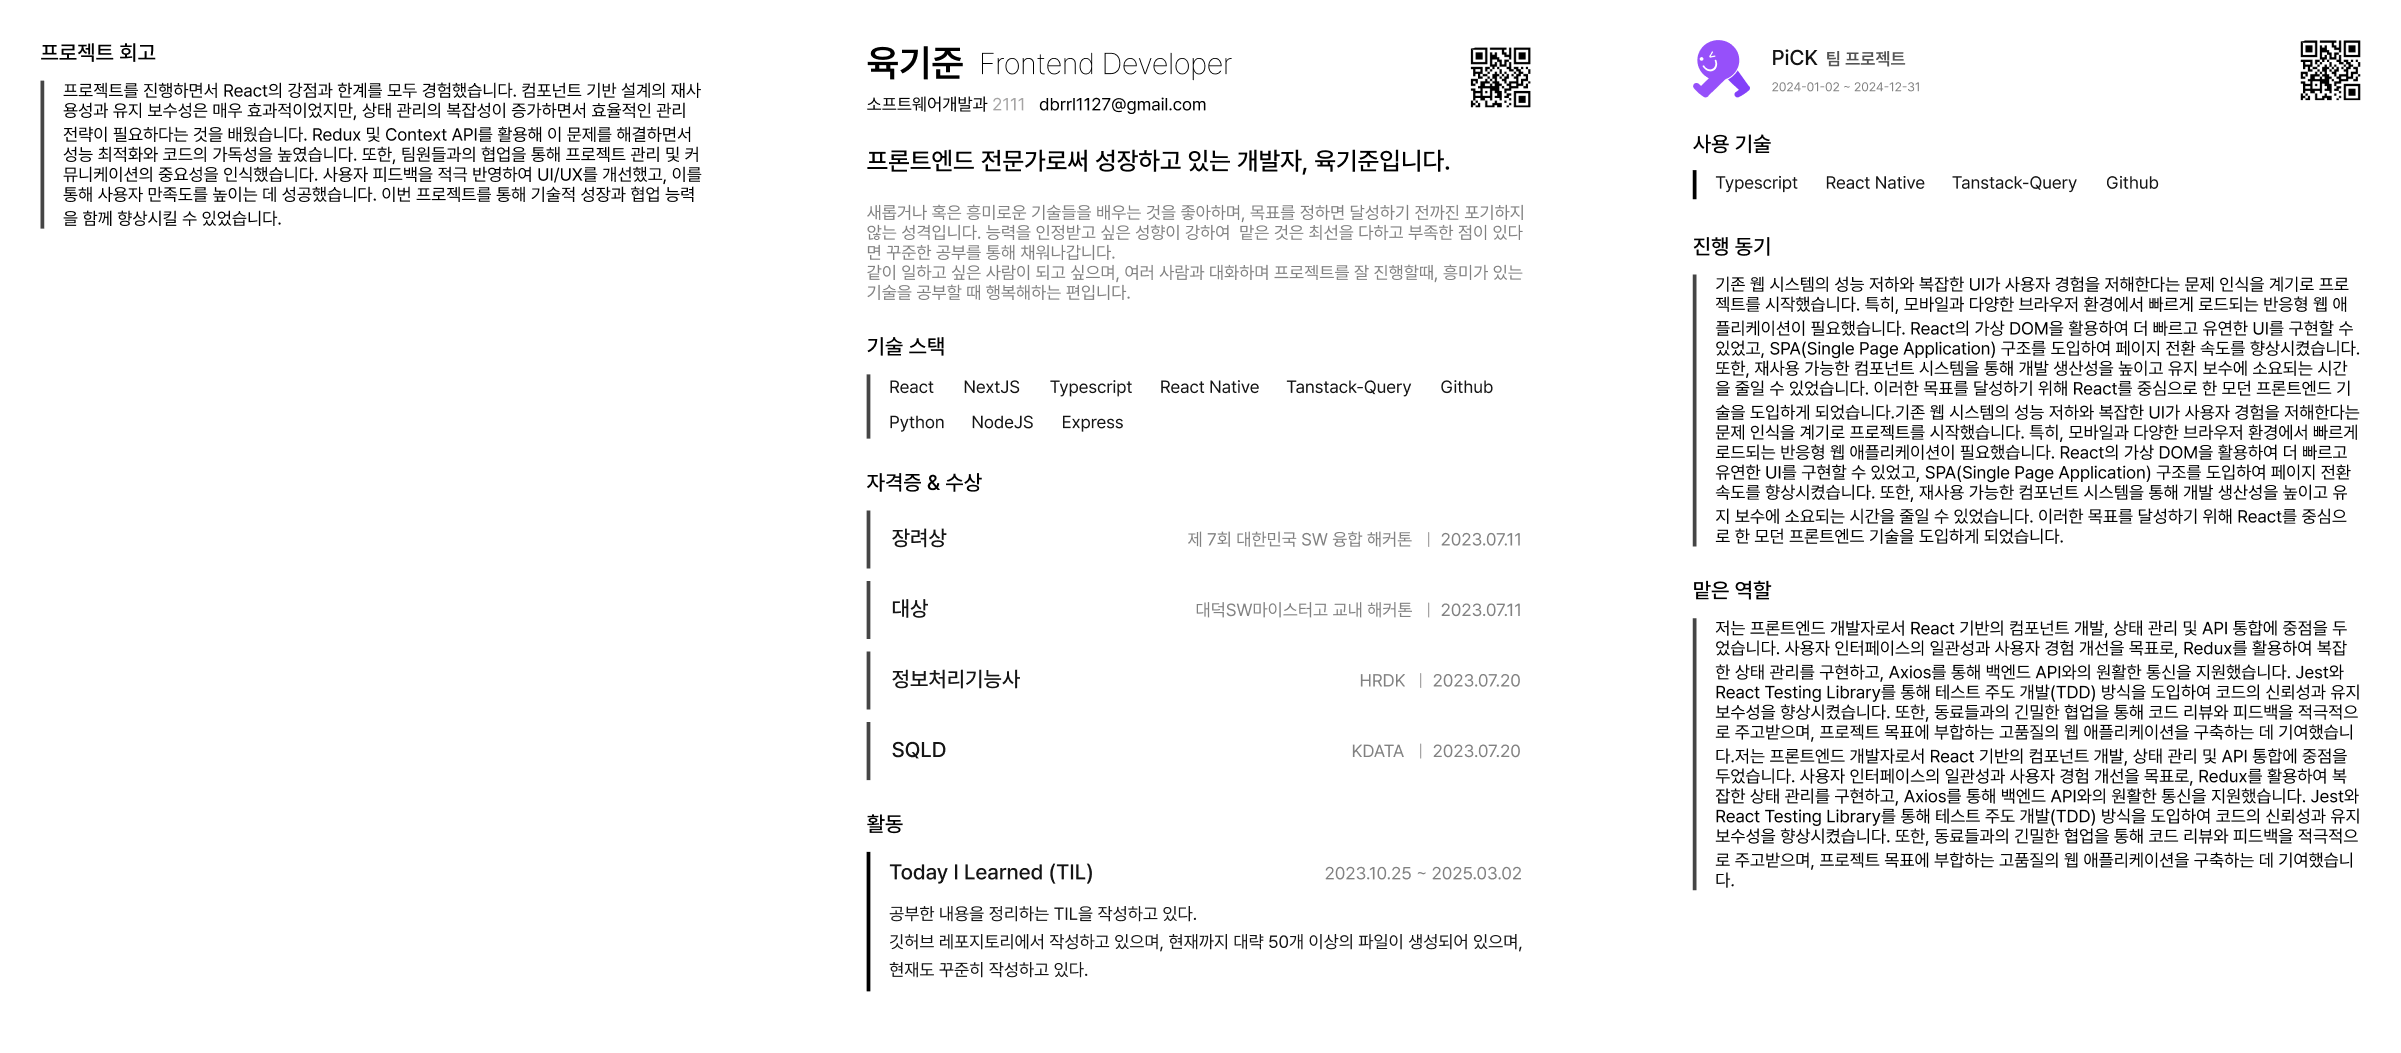 프로젝트 회고
프로젝트를 진행하면서 React의 강점과 한계를 모두 경험했습니다. 컴포넌트 기반 설계의 재사
용성과 유지 보수성은 매우 효과적이었지만, 상태 관리의 복잡성이 증가하면서 효율적인 관리
전략이 필요하다는 것을 배웠습니다. Redux 및 Context API를 활용해 이 문제를 해결하면서
성능 최적화와 코드의 가독성을 높였습니다. 또한, 팀원들과의 협업을 통해 프로젝트 관리 및 커
뮤니케이션의 중요성을 인식했습니다. 사용자 피드백을 적극 반영하여 UI/UX를 개선했고, 이를
통해 사용자 만족도를 높이는 데 성공했습니다. 이번 프로젝트를 통해 기술적 성장과 협업 능력
을 함께 향상시킬 수 있었습니다.
육기준 Frontend Developer
소프트웨어개발과 2111 dbrrl1127@gmail.com
프론트엔드 전문가로써 성장하고 있는 개발자, 육기준입니다.
새롭거나 혹은 흥미로운 기술들을 배우는 것을 좋아하며, 목표를 정하면 달성하기 전까진 포기하지
않는 성격입니다. 능력을 인정받고 싶은 성향이 강하여 맡은 것은 최선을 다하고 부족한 점이 있다
면 꾸준한 공부를 통해 채워나갑니다.
같이 일하고 싶은 사람이 되고 싶으며, 여러 사람과 대화하며 프로젝트를 잘 진행할때, 흥미가 있는
기술을 공부할 때 행복해하는 편입니다.
기술 스택
React NextJS Typescript React Native Tanstack-Query Github
Python NodeJS Express
자격증 & 수상
장려상 제 7회 대한민국 SW 융합 해커톤 | 2023.07.11
대상 대덕SW마이스터고 교내 해커톤 | 2023.07.11
정보처리기능사 HRDK | 2023.07.20
SQLD KDATA | 2023.07.20
활동
Today I Learned (TIL) 2023.10.25 ~ 2025.03.02
공부한 내용을 정리하는 TIL을 작성하고 있다.
깃허브 레포지토리에서 작성하고 있으며, 현재까지 대략 50개 이상의 파일이 생성되어 있으며,
현재도 꾸준히 작성하고 있다.
PiCK 팀 프로젝트
2024-01-02 ~ 2024-12-31
사용 기술
Typescript React Native Tanstack-Query Github
진행 동기
기존 웹 시스템의 성능 저하와 복잡한 UI가 사용자 경험을 저해한다는 문제 인식을 계기로 프로
젝트를 시작했습니다. 특히, 모바일과 다양한 브라우저 환경에서 빠르게 로드되는 반응형 웹 애
플리케이션이 필요했습니다. React의 가상 DOM을 활용하여 더 빠르고 유연한 UI를 구현할 수
있었고, SPA(Single Page Application) 구조를 도입하여 페이지 전환 속도를 향상시켰습니다.
또한, 재사용 가능한 컴포넌트 시스템을 통해 개발 생산성을 높이고 유지 보수에 소요되는 시간
을 줄일 수 있었습니다. 이러한 목표를 달성하기 위해 React를 중심으로 한 모던 프론트엔드 기
술을 도입하게 되었습니다.기존 웹 시스템의 성능 저하와 복잡한 UI가 사용자 경험을 저해한다는
문제 인식을 계기로 프로젝트를 시작했습니다. 특히, 모바일과 다양한 브라우저 환경에서 빠르게
로드되는 반응형 웹 애플리케이션이 필요했습니다. React의 가상 DOM을 활용하여 더 빠르고
유연한 UI를 구현할 수 있었고, SPA(Single Page Application) 구조를 도입하여 페이지 전환
속도를 향상시켰습니다. 또한, 재사용 가능한 컴포넌트 시스템을 통해 개발 생산성을 높이고 유
지 보수에 소요되는 시간을 줄일 수 있었습니다. 이러한 목표를 달성하기 위해 React를 중심으
로 한 모던 프론트엔드 기술을 도입하게 되었습니다.
맡은 역할
저는 프론트엔드 개발자로서 React 기반의 컴포넌트 개발, 상태 관리 및 API 통합에 중점을 두
었습니다. 사용자 인터페이스의 일관성과 사용자 경험 개선을 목표로, Redux를 활용하여 복잡
한 상태 관리를 구현하고, Axios를 통해 백엔드 API와의 원활한 통신을 지원했습니다. Jest와
React Testing Library를 통해 테스트 주도 개발(TDD) 방식을 도입하여 코드의 신뢰성과 유지
보수성을 향상시켰습니다. 또한, 동료들과의 긴밀한 협업을 통해 코드 리뷰와 피드백을 적극적으
로 주고받으며, 프로젝트 목표에 부합하는 고품질의 웹 애플리케이션을 구축하는 데 기여했습니
다.저는 프론트엔드 개발자로서 React 기반의 컴포넌트 개발, 상태 관리 및 API 통합에 중점을
두었습니다. 사용자 인터페이스의 일관성과 사용자 경험 개선을 목표로, Redux를 활용하여 복
잡한 상태 관리를 구현하고, Axios를 통해 백엔드 API와의 원활한 통신을 지원했습니다. Jest와
React Testing Library를 통해 테스트 주도 개발(TDD) 방식을 도입하여 코드의 신뢰성과 유지
보수성을 향상시켰습니다. 또한, 동료들과의 긴밀한 협업을 통해 코드 리뷰와 피드백을 적극적으
로 주고받으며, 프로젝트 목표에 부합하는 고품질의 웹 애플리케이션을 구축하는 데 기여했습니
다.